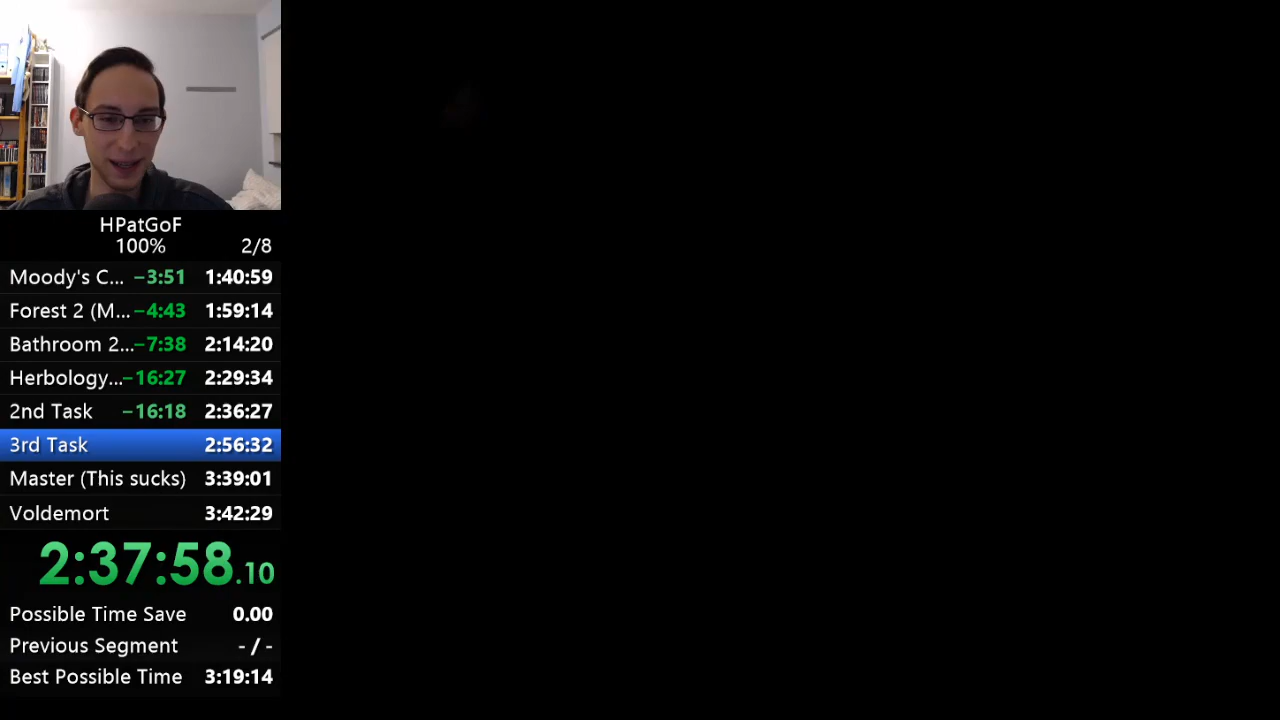 HPatGoF
100% 2/8
Moody's C... −3:51 1:40:59
Forest 2 (M... −4:43 1:59:14
Bathroom 2... −7:38 2:14:20
Herbology... −16:27 2:29:34
2nd Task −16:18 2:36:27
3rd Task 2:56:32
Master (This sucks) 3:39:01
Voldemort 3:42:29
2:37:58.10
Possible Time Save 0.00
Previous Segment - / -
Best Possible Time 3:19:14